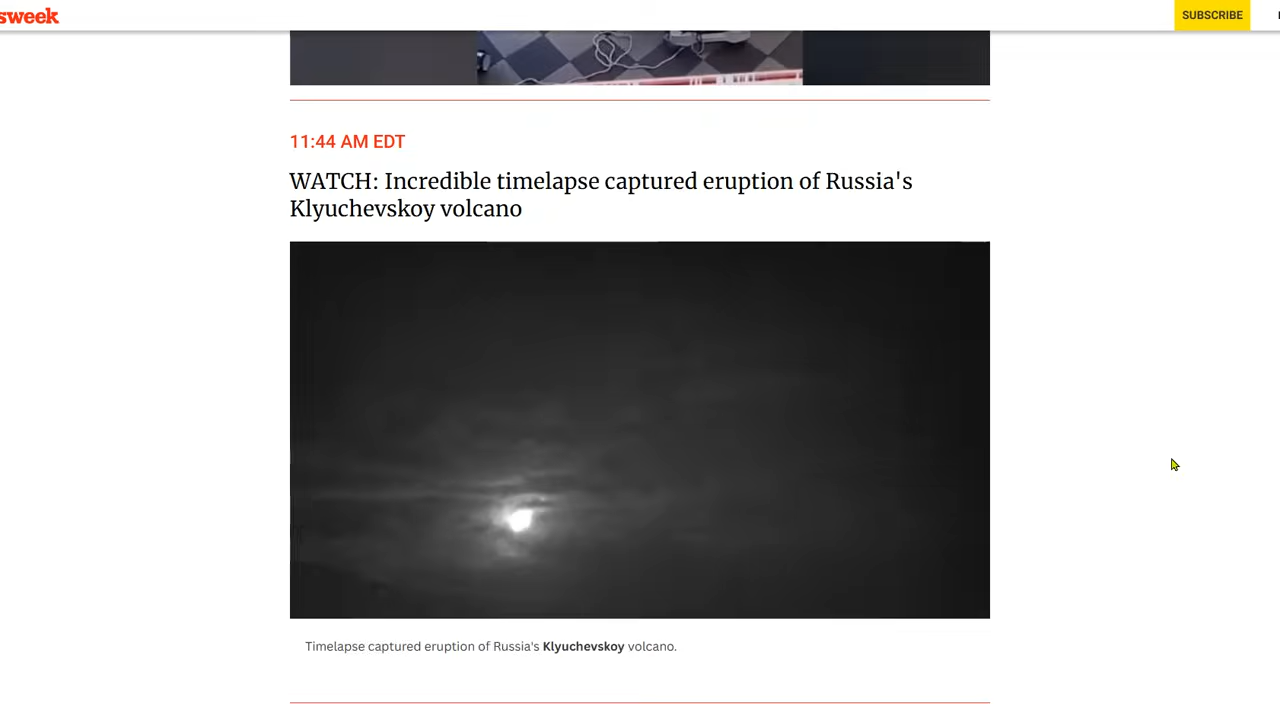 sweek
SUBSCRIBE
11:44 AM EDT
WATCH: Incredible timelapse captured eruption of Russia's
Klyuchevskoy volcano
Timelapse captured eruption of Russia's Klyuchevskoy volcano.